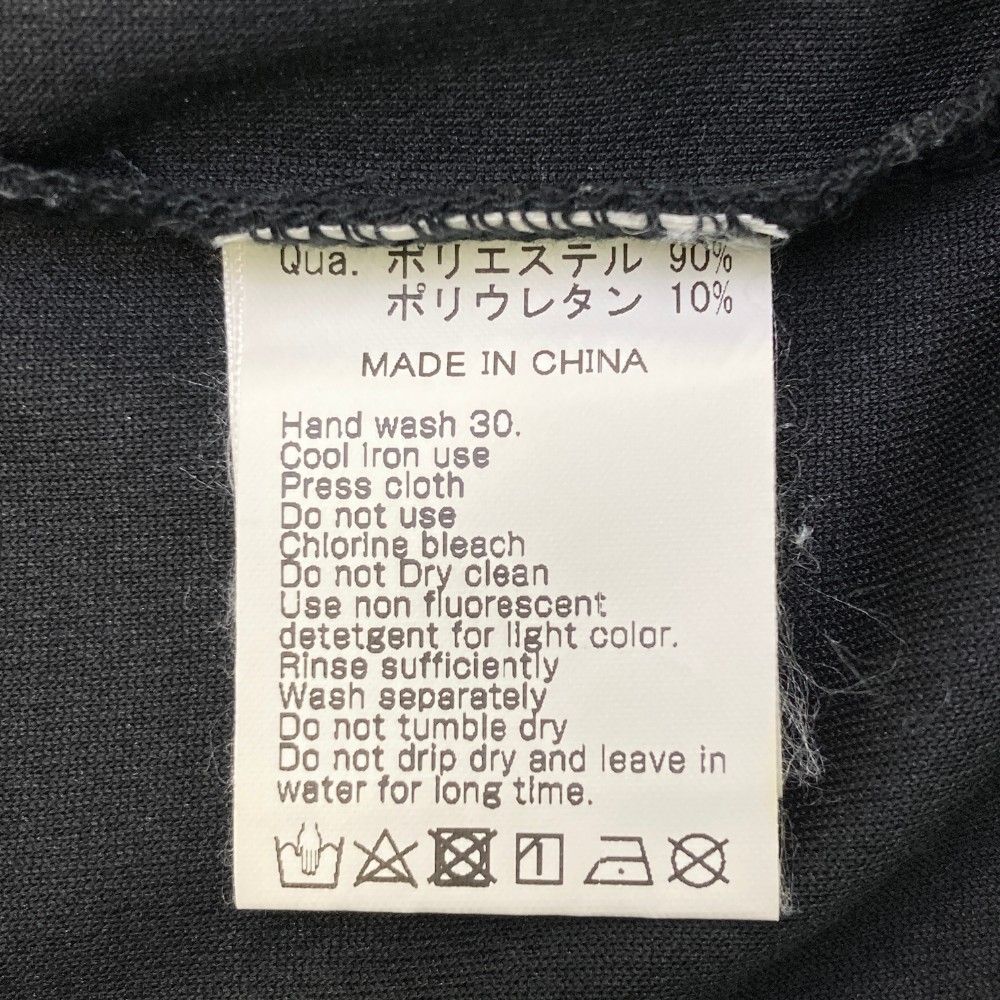 Qua. ポリエステル 90%
ポリウレタン 10%
MADE IN CHINA
Hand wash 30.
Cool iron use
Press cloth
Do not use
Chlorine bleach
Do not Dry clean
Use non fluorescent
detetgent for light color.
Rinse sufficiently
Wash separately
Do not tumble dry
Do not drip dry and leave in
water for long time.